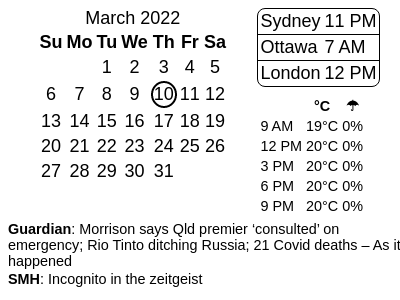 March 2022
Su Mo Tu We Th Fr Sa
1 2 3 4 5
6 7 8 9 10 11 12
13 14 15 16 17 18 19
20 21 22 23 24 25 26
27 28 29 30 31
Sydney 11 PM
Ottawa 7 AM
London 12 PM
°C ☂
9 AM 19°C 0%
12 PM 20°C 0%
3 PM 20°C 0%
6 PM 20°C 0%
9 PM 20°C 0%
Guardian: Morrison says Qld premier ‘consulted’ on
emergency; Rio Tinto ditching Russia; 21 Covid deaths – As it
happened
SMH: Incognito in the zeitgeist